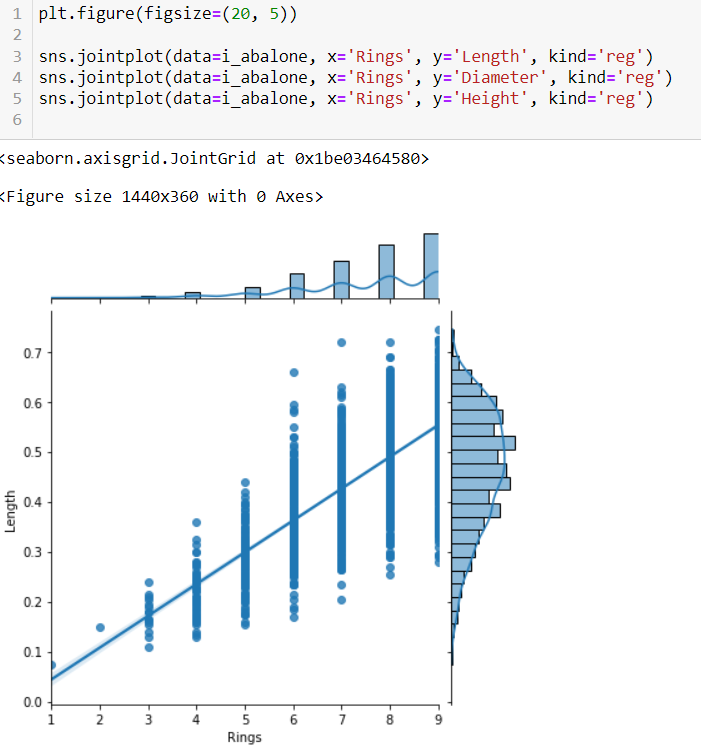 1 plt.figure(figsize=(20, 5))
2
3 sns.jointplot(data=i_abalone, x='Rings', y='Length', kind='reg')
4 sns.jointplot(data=i_abalone, x='Rings', y='Diameter', kind='reg')
5 sns.jointplot(data=i_abalone, x='Rings', y='Height', kind='reg')
6
<seaborn.axisgrid.JointGrid at 0x1be03464580>
<Figure size 1440x360 with 0 Axes>
0.7
0.6
0.5
0.4
0.3
0.2
0.1
0.0
Length
1 2 3 4 5 6 7 8 9
Rings